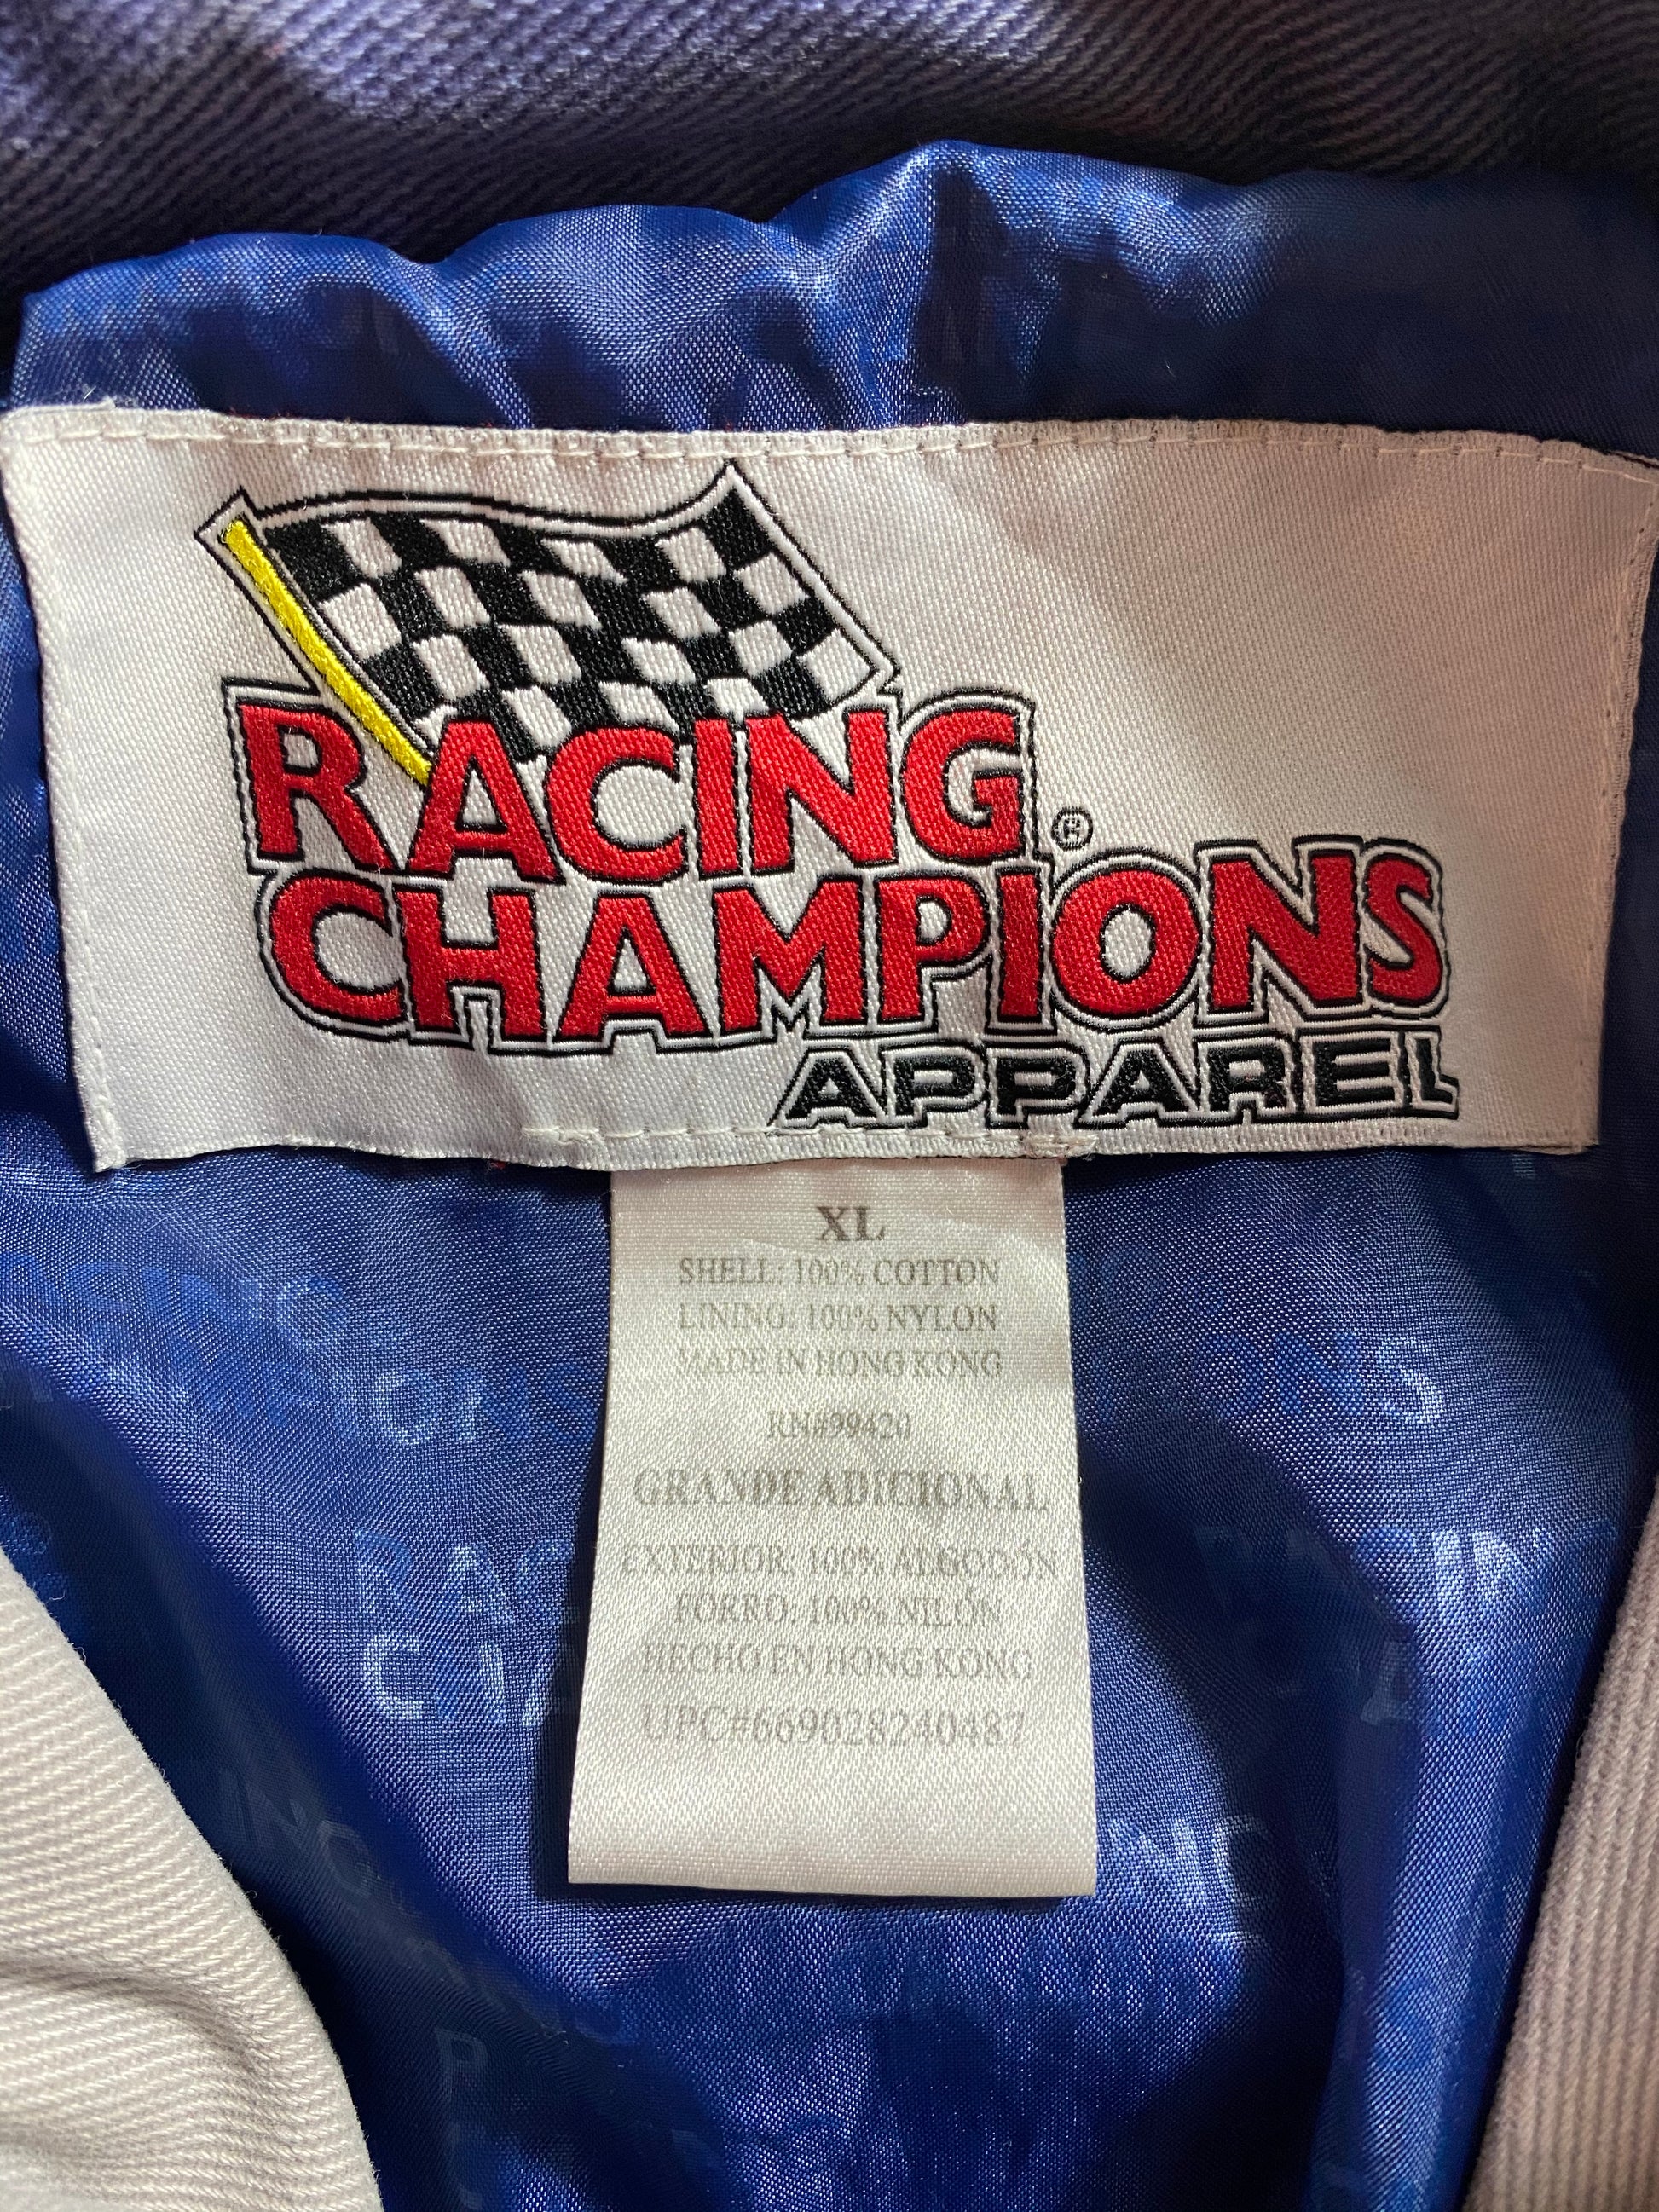 RACING
CHAMPIONS®
APPAREL
XL
SHELL: 100% COTTON
LINING: 100% NYLON
MADE IN HONG KONG
RN#99420
GRANDE ADICIONAL
EXTERIOR: 100% ALGODÓN
FORRO: 100% NILÓN
HECHO EN HONG KONG
UPC#669028240487